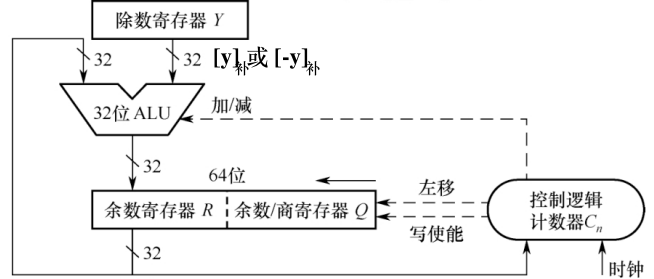 除数寄存器 Y
32
32
[y]补或 [-y]补
32位 ALU
加/减
32
64位
余数寄存器 R
余数/商寄存器 Q
左移
写使能
控制逻辑
计数器Cn
32
时钟